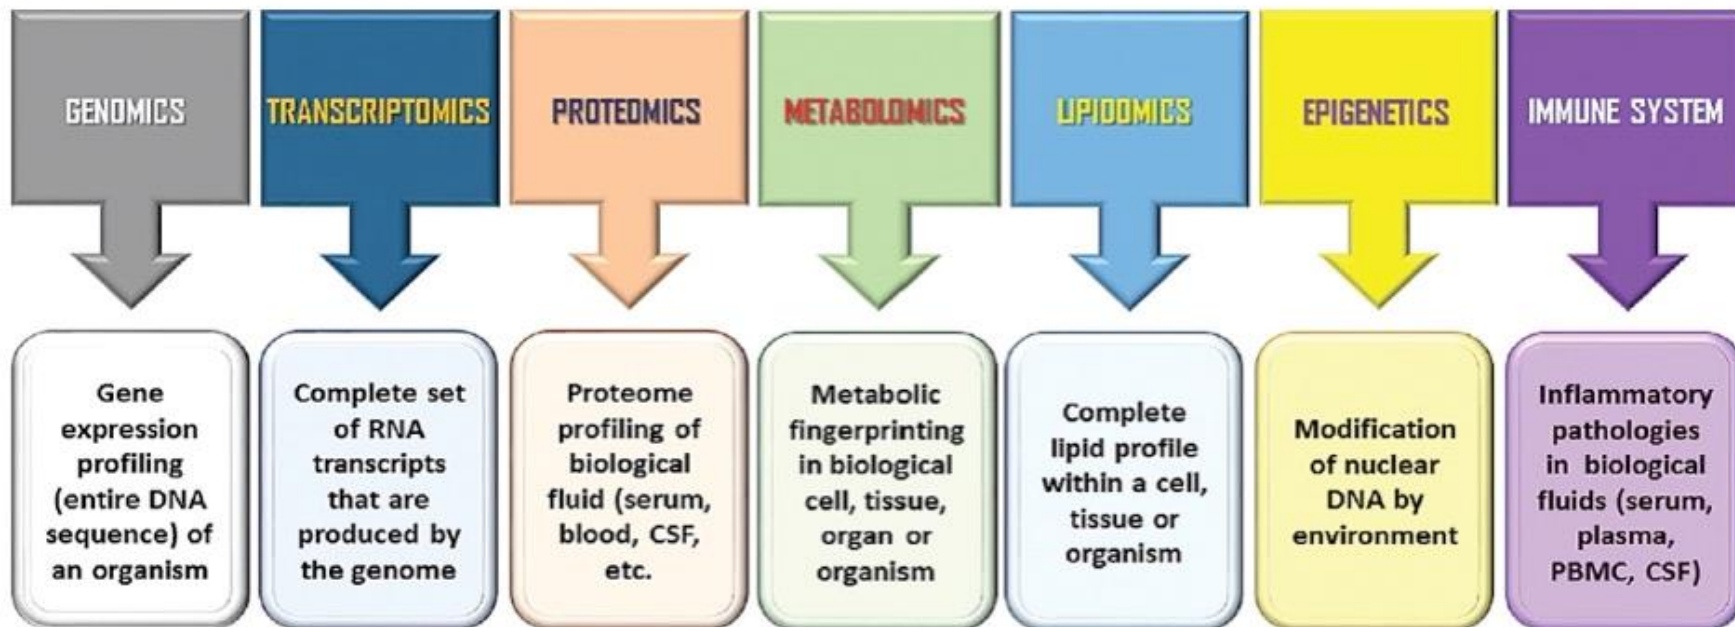 GENOMICS
TRANSCRIPTOMICS
PROTEOMICS
METABOLOMICS
LIPIDOMICS
EPIGENETICS
IMMUNE SYSTEM
Gene
expression
profiling
(entire DNA
sequence) of
an organism
Complete set
of RNA
transcripts
that are
produced by
the genome
Proteome
profiling of
biological
fluid (serum,
blood, CSF,
etc.
Metabolic
fingerprinting
in biological
cell, tissue,
organ or
organism
Complete
lipid profile
within a cell,
tissue or
organism
Modification
of nuclear
DNA by
environment
Inflammatory
pathologies
in biological
fluids (serum,
plasma,
PBMC, CSF)